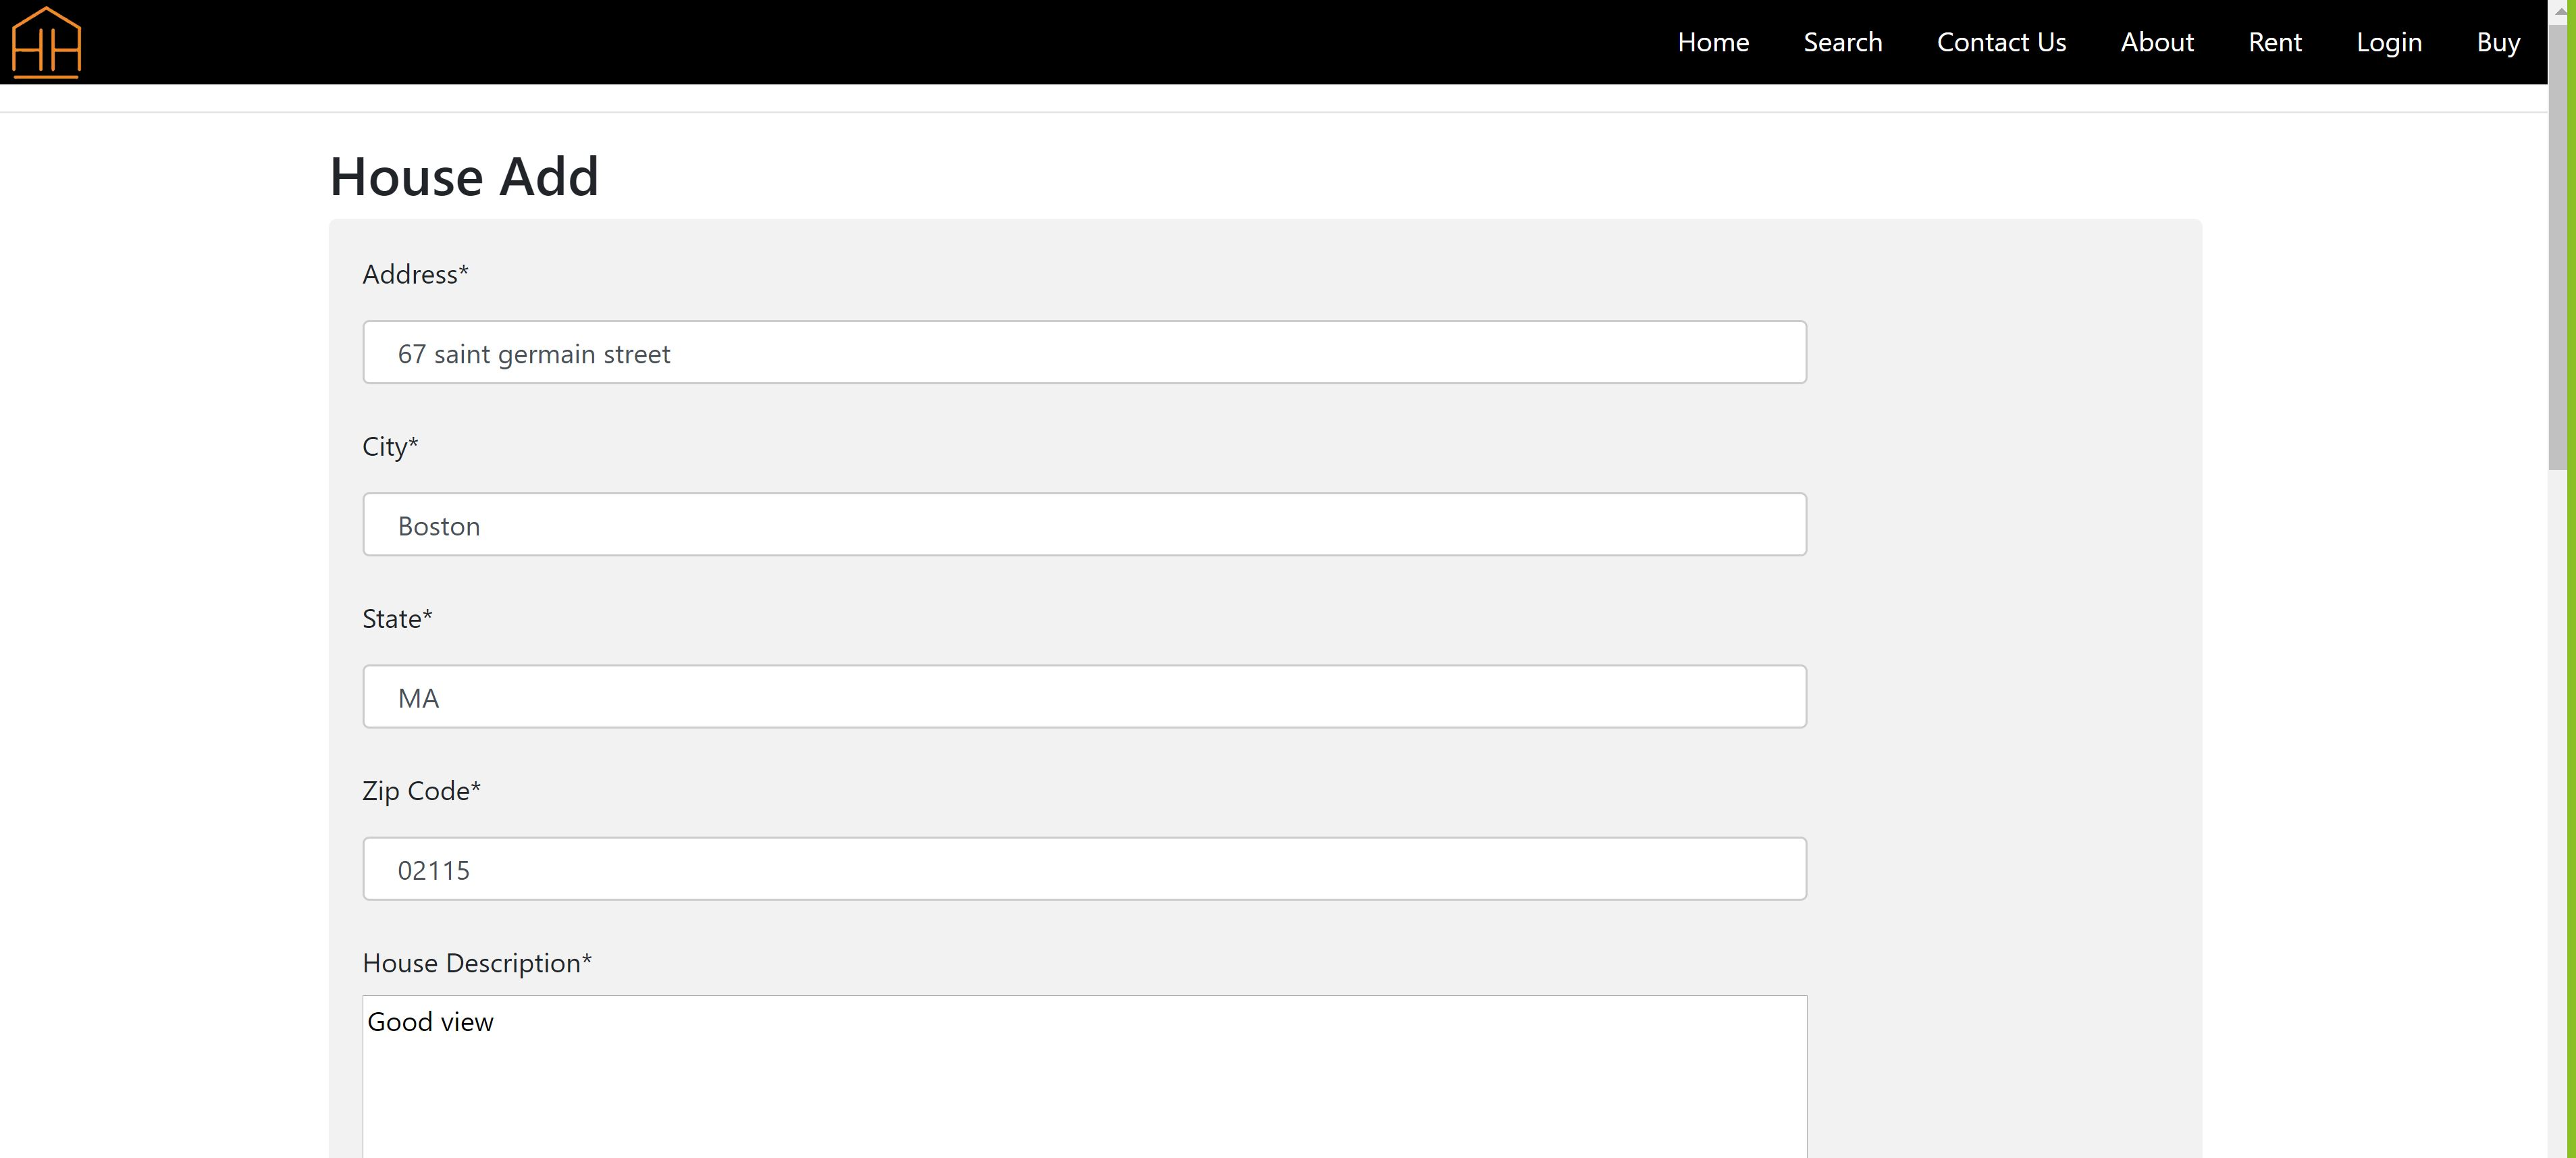 Home Search Contact Us About Rent Login Buy
House Add
Address*
67 saint germain street
City*
Boston
State*
MA
Zip Code*
02115
House Description*
Good view